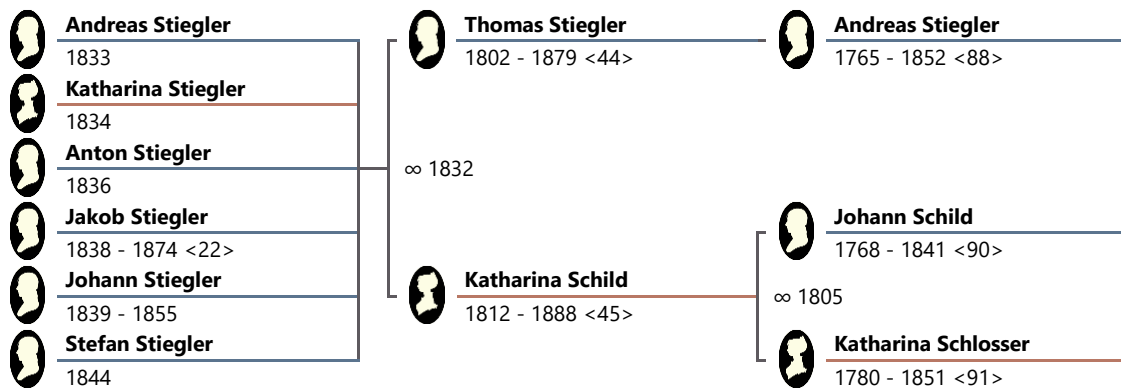 Andreas Stiegler
1833
Katharina Stiegler
1834
Anton Stiegler
1836
Jakob Stiegler
1838 - 1874 <22>
Johann Stiegler
1839 - 1855
Stefan Stiegler
1844
Thomas Stiegler
1802 - 1879 <44>
∞ 1832
Katharina Schild
1812 - 1888 <45>
Andreas Stiegler
1765 - 1852 <88>
Johann Schild
1768 - 1841 <90>
∞ 1805
Katharina Schlosser
1780 - 1851 <91>